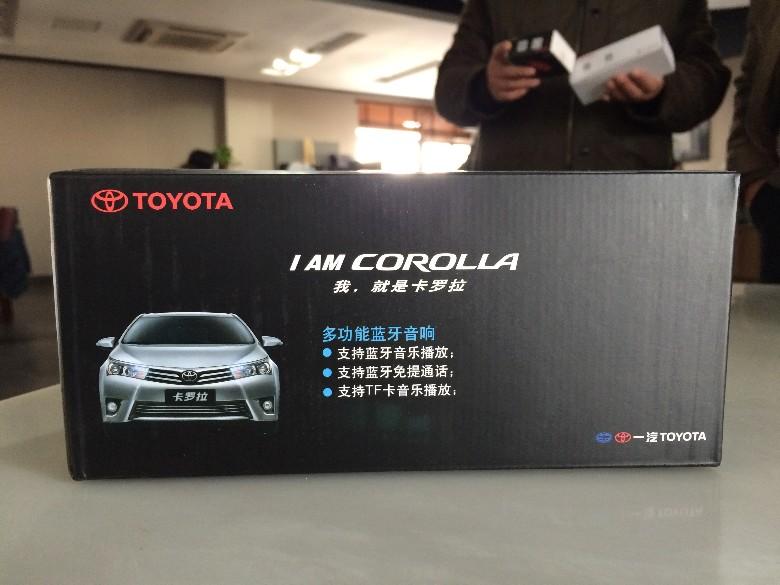 TOYOTA
I AM COROLLA
我，就是卡罗拉
多功能蓝牙音响
支持蓝牙音乐播放；
支持蓝牙免提通话；
支持TF卡音乐播放；
卡罗拉
一汽TOYOTA